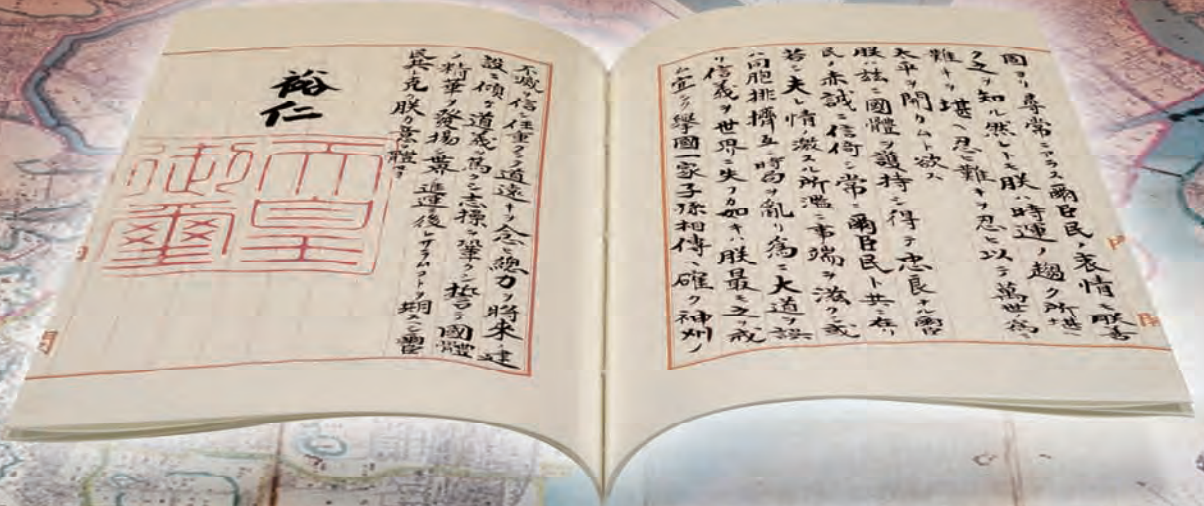 固ヨリ尋常ニアラス爾臣民ノ衷情モ朕善
ク之ヲ知ル然レトモ朕ハ時運ノ趨ク所堪ヘ
難キヲ堪ヘ忍ヒ難キヲ忍ヒ以テ萬世ノ為ニ
太平ヲ開カムト欲ス
朕ハ茲ニ國體ヲ護持シ得テ忠良ナル爾臣
民ノ赤誠ニ信倚シ常ニ爾臣民ト共ニ在リ
若シ夫レ情ノ激スル所濫ニ事端ヲ滋クシ或
ハ同胞排擠互ニ時局ヲ亂リ為ニ大道ヲ誤
リ信義ヲ世界ニ失フカ如キハ朕最モ之ヲ戒
ム宜シク擧國一家子孫相傳ヘ確ク神州ノ
不滅ヲ信シ任重クシテ道遠キヲ念ヒ總力ヲ將來ノ建
設ニ傾ケ道義ヲ篤クシ志操ヲ鞏クシ誓テ國體
ノ精華ヲ發揚シ世界ノ進運ニ後レサラムコトヲ期スヘシ爾臣
民其レ克ク朕カ意ヲ體セヨ
裕仁
天皇
御璽